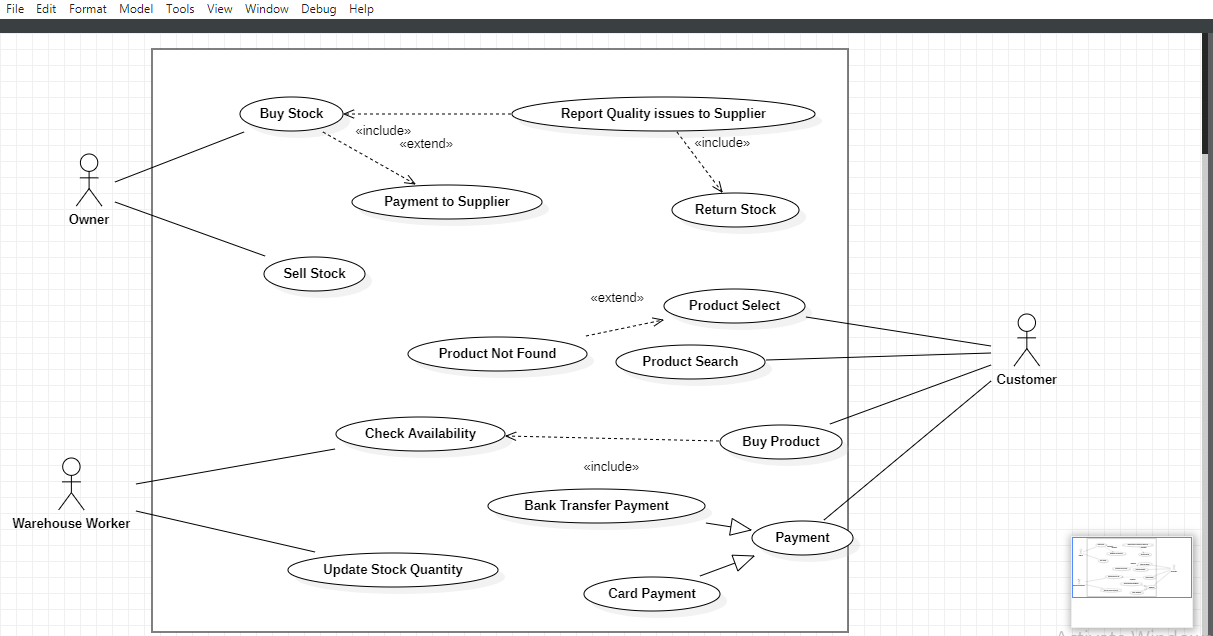 File Edit Format Model Tools View Window Debug Help
Buy Stock
Report Quality issues to Supplier
«include»
«extend»
«include»
Payment to Supplier
Return Stock
Owner
Sell Stock
«extend»
Product Select
Product Not Found
Product Search
Customer
Check Availability
Buy Product
«include»
Bank Transfer Payment
Warehouse Worker
Payment
Update Stock Quantity
Card Payment